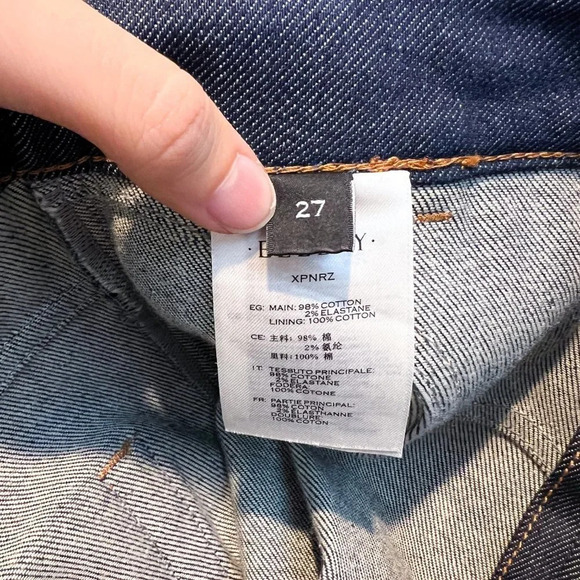 27
XPNRZ
EG: MAIN: 98% COTTON
2% ELASTANE
LINING: 100% COTTON
CE: 主料: 98% 棉
2% 氨纶
里料: 100% 棉
IT: TESSUTO PRINCIPALE:
98% COTONE
2% ELASTANE
FODERA
100% COTONE
FR: PARTIE PRINCIPAL:
98% COTON
2% ELASTHANNE
DOUBLURE
100% COTON